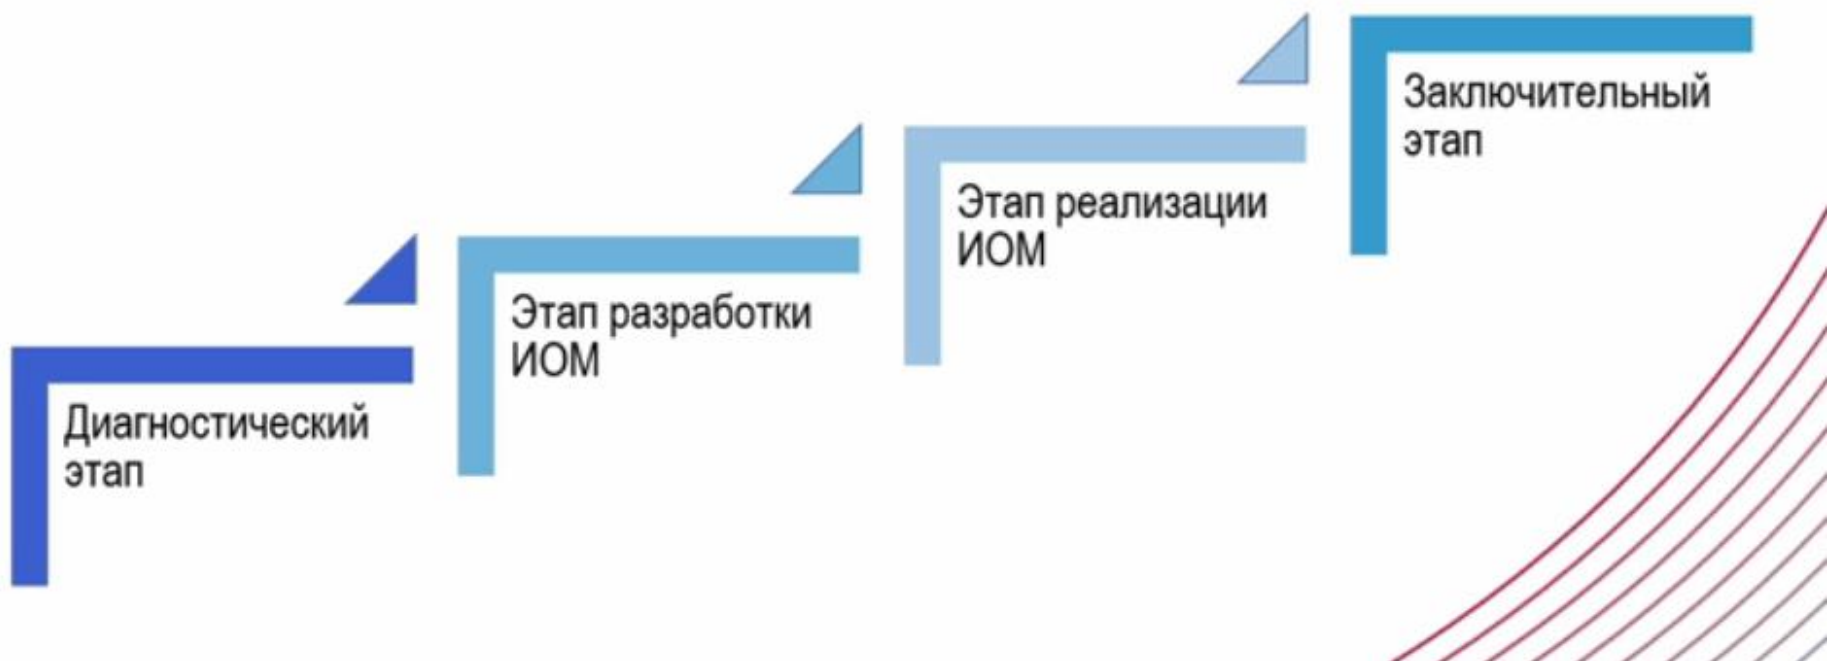 Диагностический
этап
Этап разработки
ИОМ
Этап реализации
ИОМ
Заключительный
этап